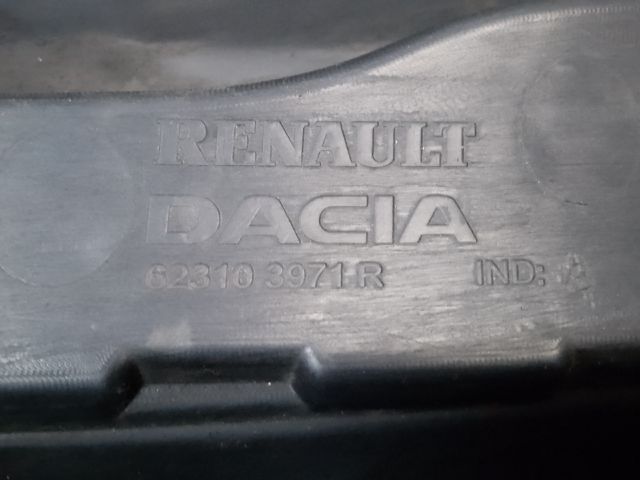 RENAULT
DACIA
62310 3971 R IND: A